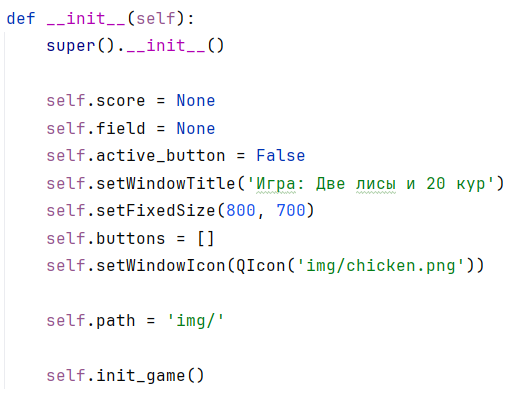 def __init__(self):
    super().__init__()

    self.score = None
    self.field = None
    self.active_button = False
    self.setWindowTitle('Игра: Две лисы и 20 кур')
    self.setFixedSize(800, 700)
    self.buttons = []
    self.setWindowIcon(QIcon('img/chicken.png'))

    self.path = 'img/'

    self.init_game()